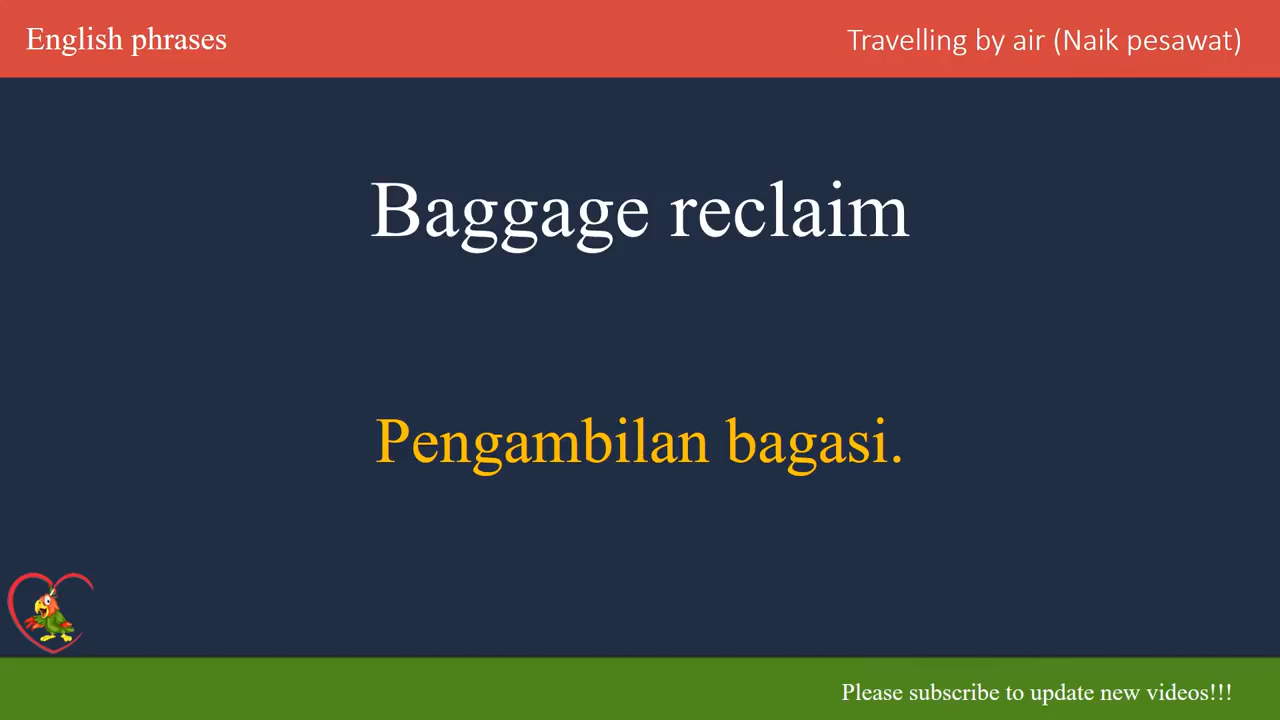 English phrases
Travelling by air (Naik pesawat)
Baggage reclaim
Pengambilan bagasi.
Please subscribe to update new videos!!!